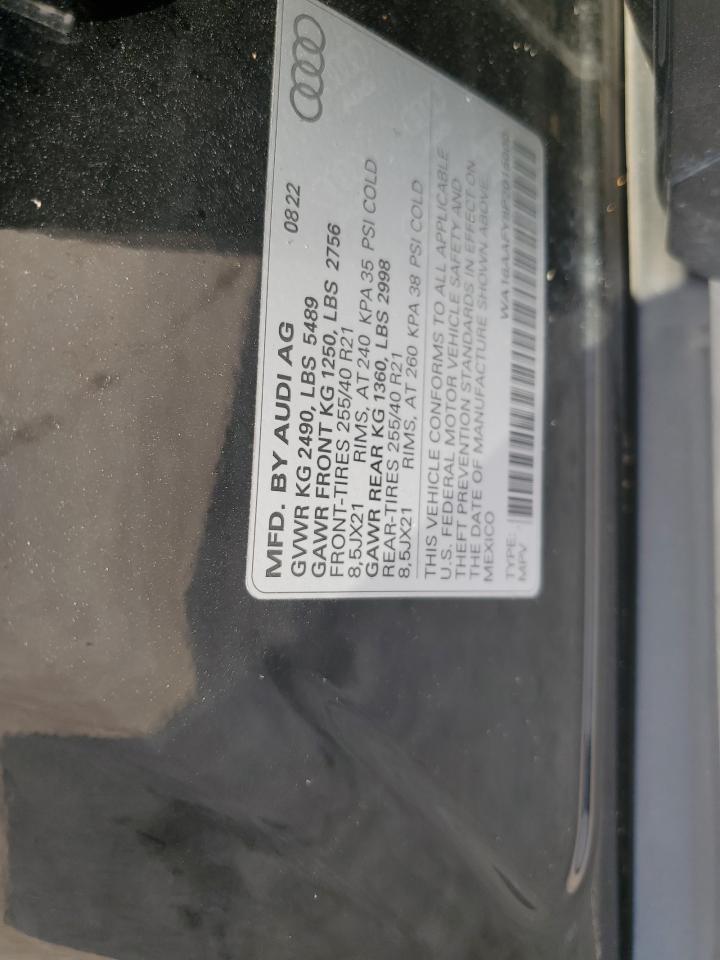 MFD. BY AUDI AG 08 22
GVWR KG 2490, LBS 5489
GAWR FRONT KG 1250, LBS 2756
FRONT-TIRES 255/40 R21
8,5JX21 RIMS, AT 240 KPA 35 PSI COLD
GAWR REAR KG 1360, LBS 2998
REAR-TIRES 255/40 R21
8,5JX21 RIMS, AT 260 KPA 38 PSI COLD
THIS VEHICLE CONFORMS TO ALL APPLICABLE
U.S. FEDERAL MOTOR VEHICLE SAFETY AND
THEFT PREVENTION STANDARDS IN EFFECT ON
THE DATE OF MANUFACTURE SHOWN ABOVE.
MEXICO
TYPE:
MPV